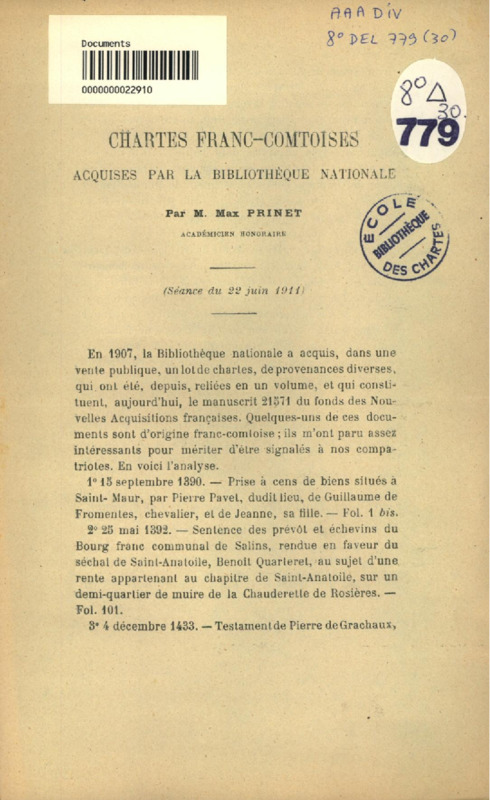 AAA DIV
8° DEL 779 (30)
Documents
0000000022910
8° Δ
30.
779
CHARTES FRANC-COMTOISES
ACQUISES PAR LA BIBLIOTHÈQUE NATIONALE
Par M. Max PRINET
ACADÉMICIEN HONORAIRE
ÉCOLE
BIBLIOTHÈQUE
DES CHARTES
(Séance du 22 juin 1911)
En 1907, la Bibliothèque nationale a acquis, dans une
vente publique, un lot de chartes, de provenances diverses,
qui ont été, depuis, reliées en un volume, et qui consti-
tuent, aujourd'hui, le manuscrit 21571 du fonds des Nou-
velles Acquisitions françaises. Quelques-uns de ces docu-
ments sont d'origine franc-comtoise ; ils m'ont paru assez
intéressants pour mériter d'être signalés à nos compa-
triotes. En voici l'analyse.
1° 15 septembre 1390. — Prise à cens de biens situés à
Saint-Maur, par Pierre Pavet, dudit lieu, de Guillaume de
Fromentes, chevalier, et de Jeanne, sa fille. — Fol. 1 bis.
2° 25 mai 1392. — Sentence des prévôt et échevins du
Bourg franc communal de Salins, rendue en faveur du
séchal de Saint-Anatoile, Benoît Quarteret, au sujet d'une
rente appartenant au chapitre de Saint-Anatoile, sur un
demi-quartier de muire de la Chauderette de Rosières. —
Fol. 101.
3° 4 décembre 1433. — Testament de Pierre de Grachaux,